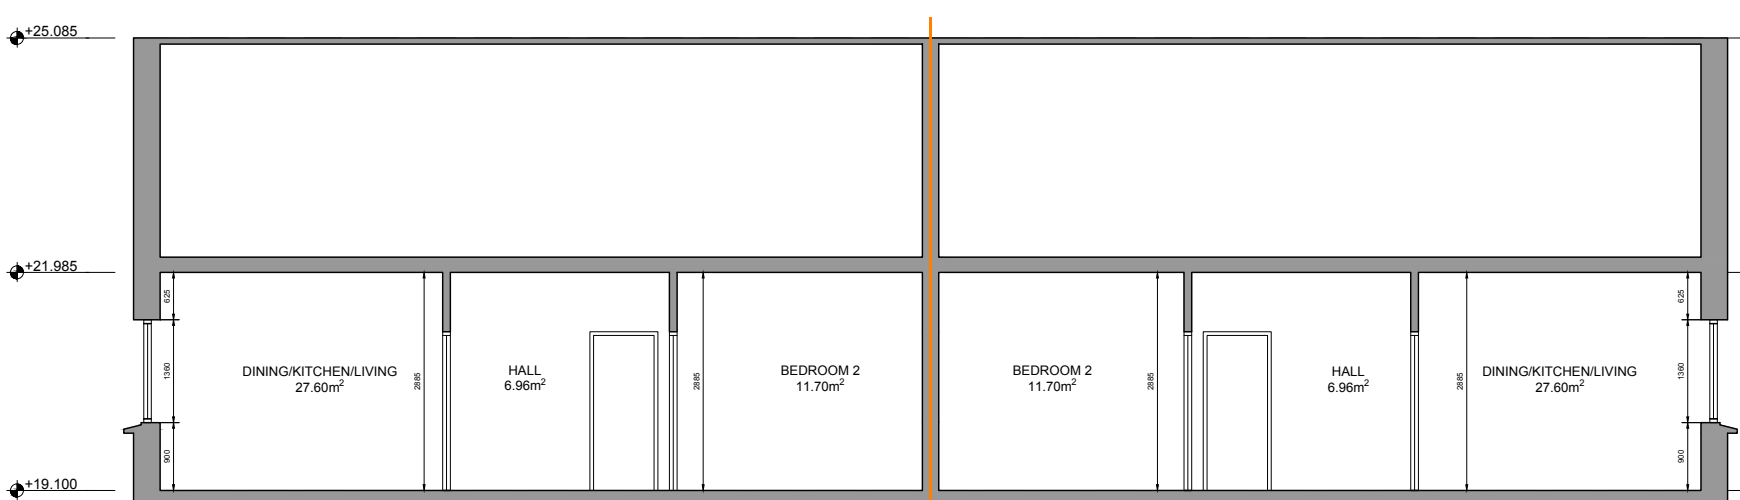 +25.085
+21.985
625
625
1360
DINING/KITCHEN/LIVING
27.60m²
2885
HALL
6.96m²
2885
BEDROOM 2
11.70m²
BEDROOM 2
11.70m²
2885
HALL
6.96m²
2885
DINING/KITCHEN/LIVING
27.60m²
1360
900
900
+19.100